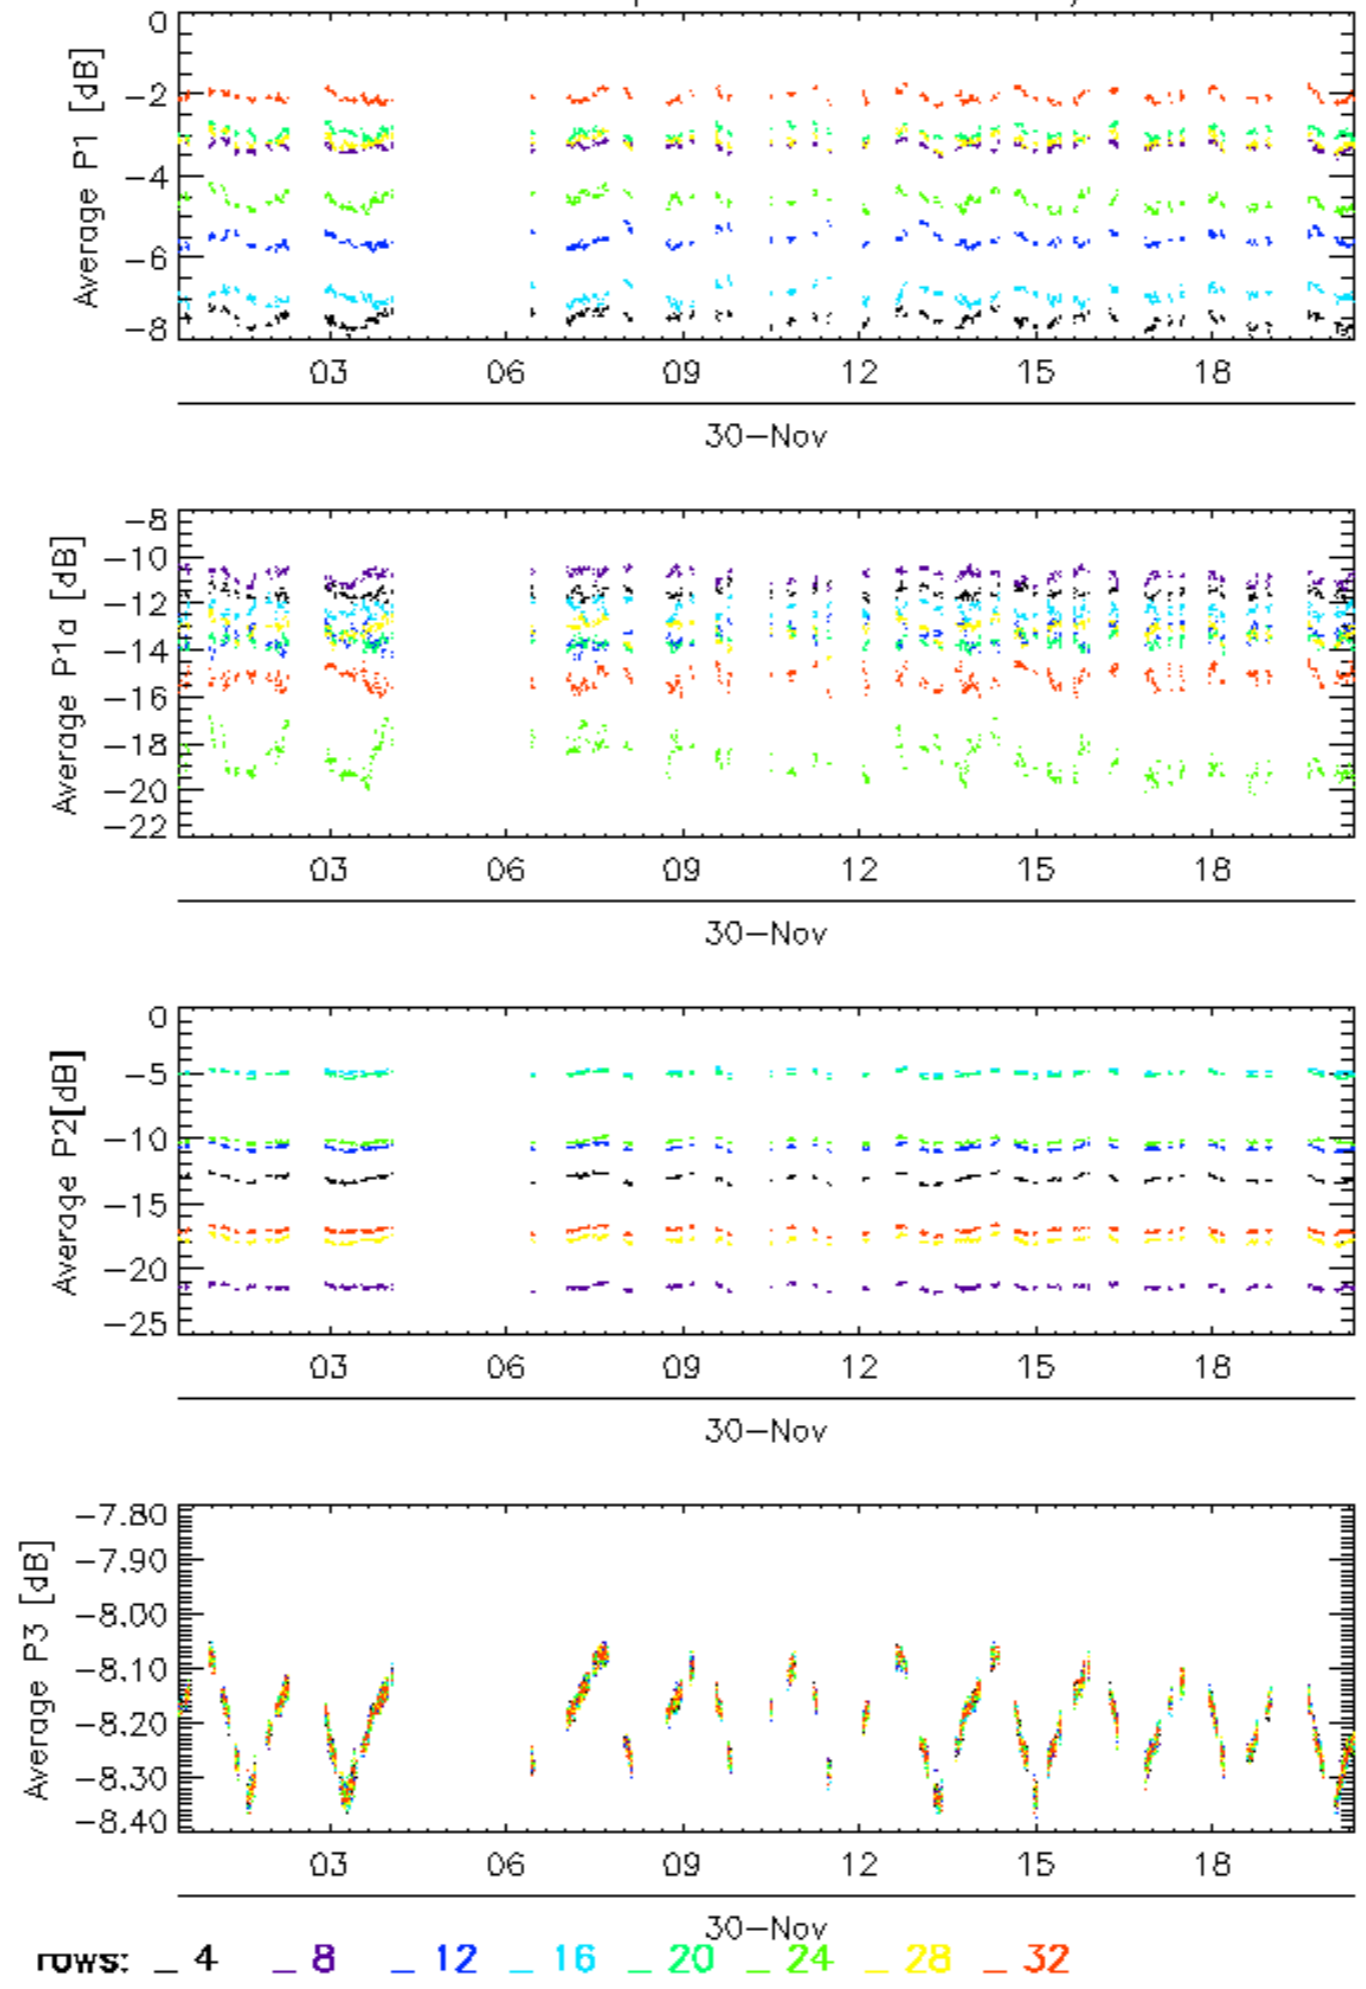 Average P1 [dB]
0
−2
−4
−6
−8
03 06 09 12 15 18
30−Nov
Average P1a [dB]
−8
−10
−12
−14
−16
−18
−20
−22
03 06 09 12 15 18
30−Nov
Average P2[dB]
0
−5
−10
−15
−20
−25
03 06 09 12 15 18
30−Nov
Average P3 [dB]
−7.80
−7.90
−8.00
−8.10
−8.20
−8.30
−8.40
03 06 09 12 15 18
30−Nov
rows: _ 4 _ 8 _ 12 _ 16 _ 20 _ 24 _ 28 _ 32